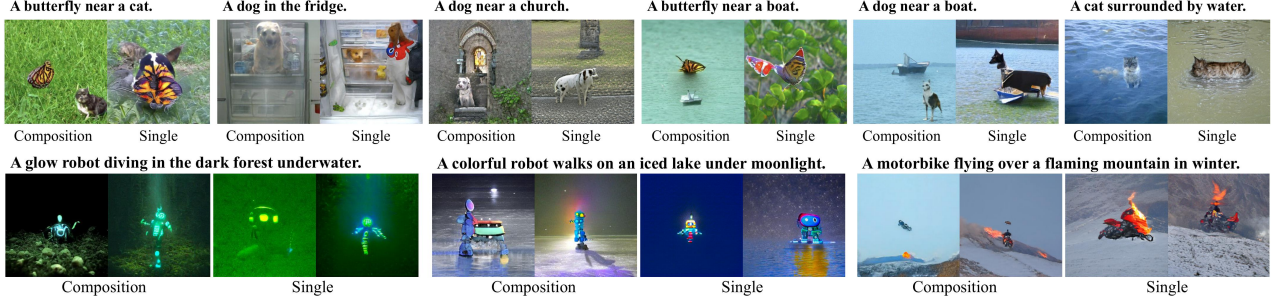 A butterfly near a cat.
A dog in the fridge.
A dog near a church.
A butterfly near a boat.
A dog near a boat.
A cat surrounded by water.
Composition
Single
Composition
Single
Composition
Single
Composition
Single
Composition
Single
Composition
Single
A glow robot diving in the dark forest underwater.
A colorful robot walks on an iced lake under moonlight.
A motorbike flying over a flaming mountain in winter.
Composition
Single
Composition
Single
Composition
Single